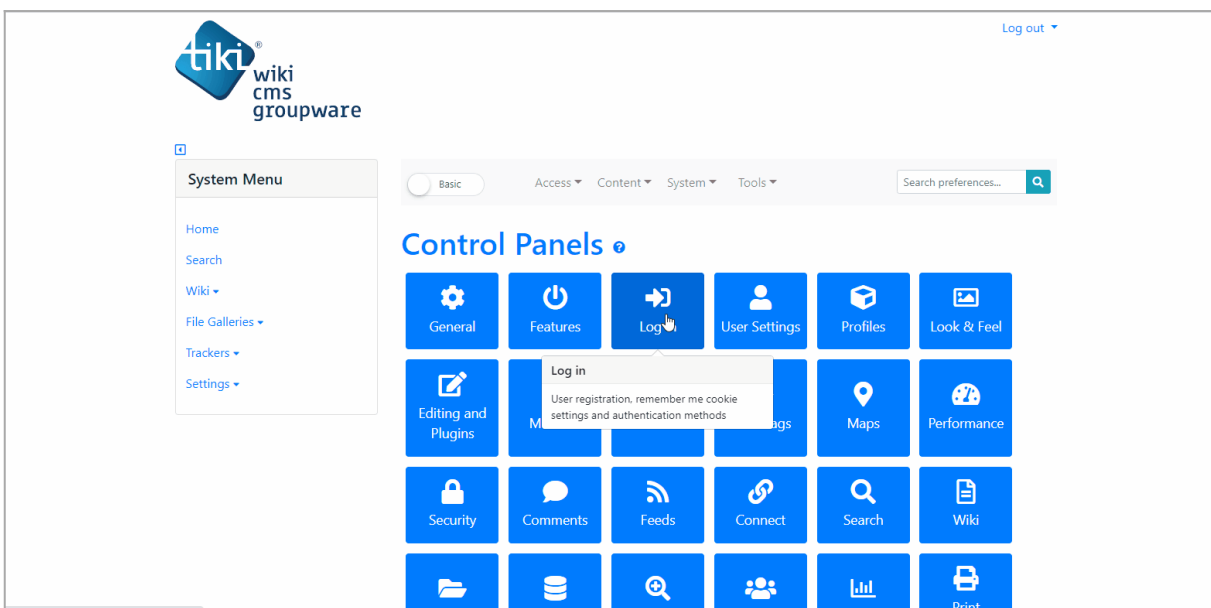 Log out
tiki®
wiki
cms
groupware
System Menu
Home
Search
Wiki
File Galleries
Trackers
Settings
Basic
Access
Content
System
Tools
Search preferences...
Control Panels
General
Features
Log in
User Settings
Profiles
Look & Feel
Log in
User registration, remember me cookie
settings and authentication methods
Editing and
Plugins
Maps
Performance
Security
Comments
Feeds
Connect
Search
Wiki
Print